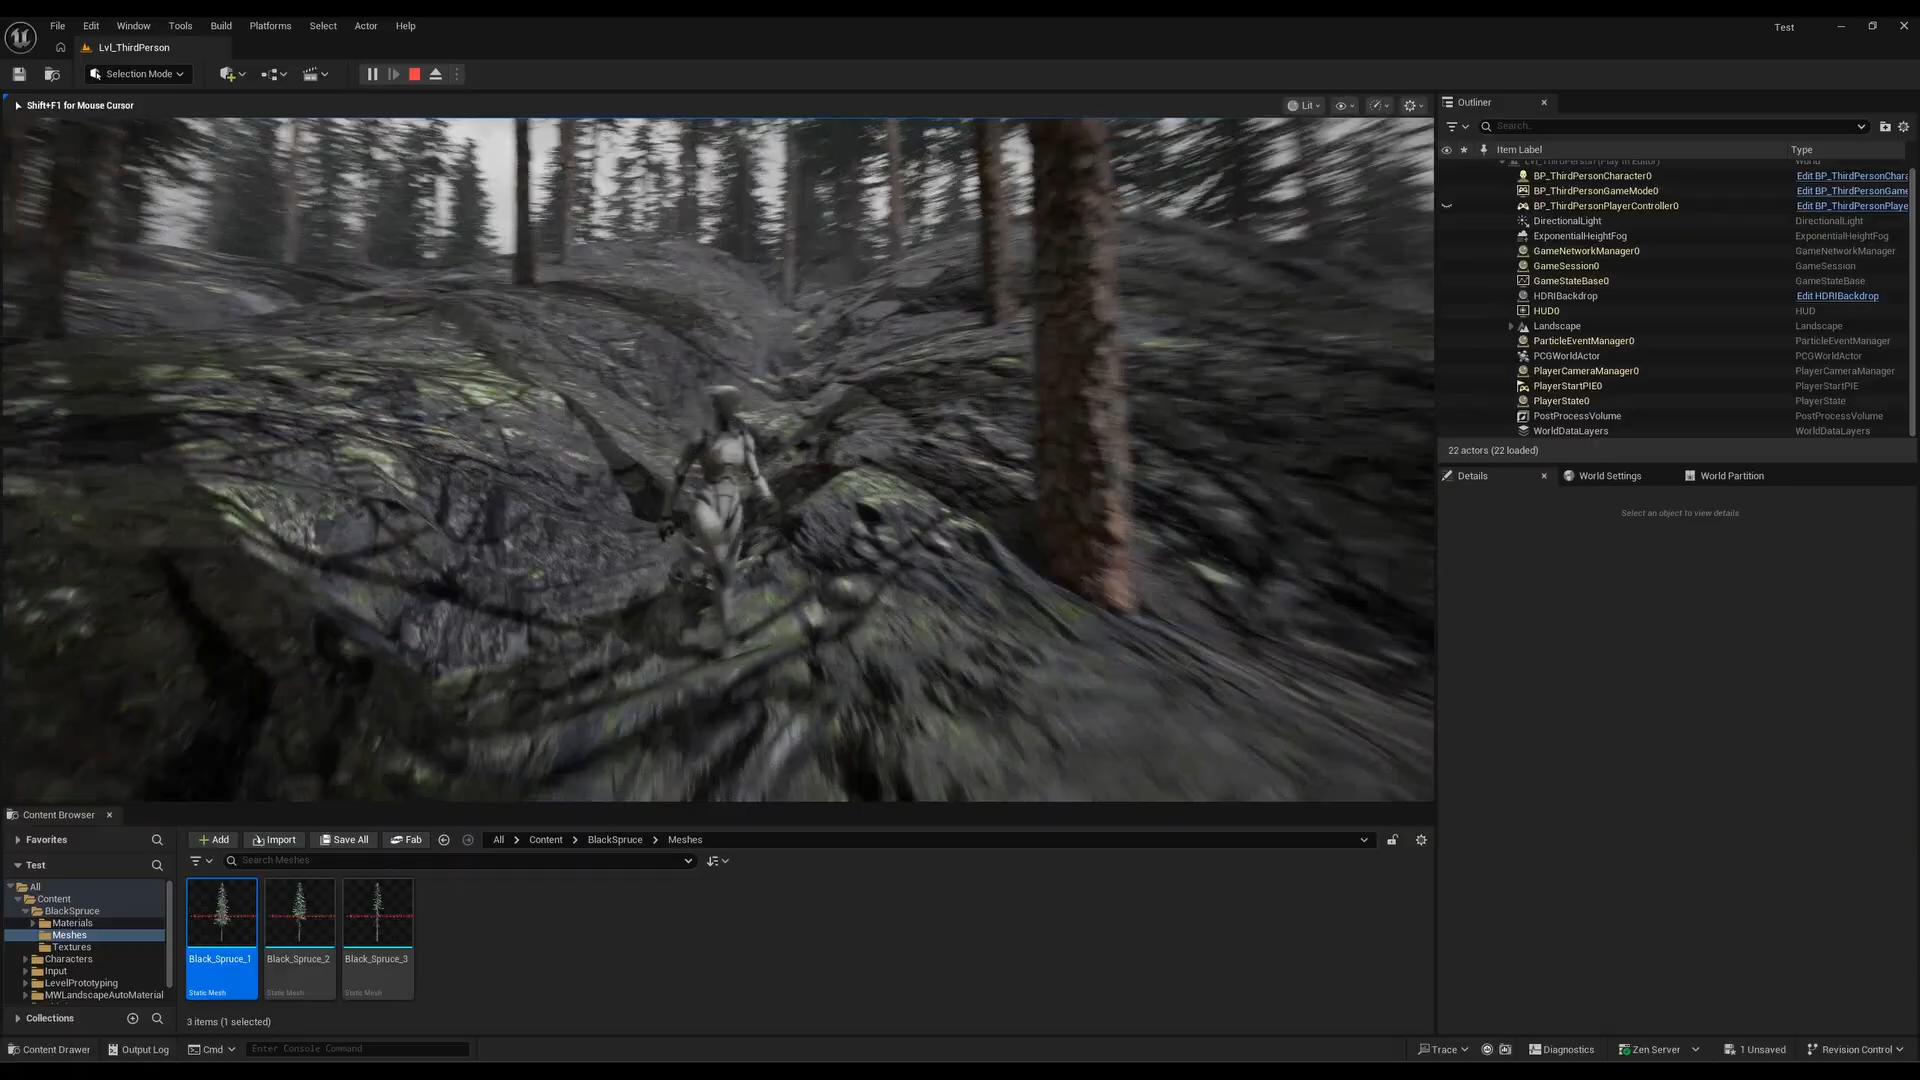 File Edit Window Tools Build Platforms Select Actor Help
Test
Lvl_ThirdPerson
Selection Mode
Shift+F1 for Mouse Cursor
Lit
Outliner
Search..
Item Label Type
Lvl_ThirdPerson (Play In Editor) World
BP_ThirdPersonCharacter0 Edit BP_ThirdPersonChara
BP_ThirdPersonGameMode0 Edit BP_ThirdPersonGame
BP_ThirdPersonPlayerController0 Edit BP_ThirdPersonPlaye
DirectionalLight DirectionalLight
ExponentialHeightFog ExponentialHeightFog
GameNetworkManager0 GameNetworkManager
GameSession0 GameSession
GameStateBase0 GameStateBase
HDRIBackdrop Edit HDRIBackdrop
HUD0 HUD
Landscape Landscape
ParticleEventManager0 ParticleEventManager
PCGWorldActor PCGWorldActor
PlayerCameraManager0 PlayerCameraManager
PlayerStartPIE0 PlayerStartPIE
PlayerState0 PlayerState
PostProcessVolume PostProcessVolume
WorldDataLayers WorldDataLayers
22 actors (22 loaded)
Details World Settings World Partition
Select an object to view details
Content Browser
Favorites
Test
All
Content
BlackSpruce
Materials
Meshes
Textures
Characters
Input
LevelPrototyping
MWLandscapeAutoMaterial
Collections
Add Import Save All Fab All Content BlackSpruce Meshes
Search Meshes
Black_Spruce_1 Black_Spruce_2 Black_Spruce_3
Static Mesh Static Mesh Static Mesh
3 items (1 selected)
Content Drawer Output Log Cmd Enter Console Command Trace Diagnostics Zen Server 1 Unsaved Revision Control